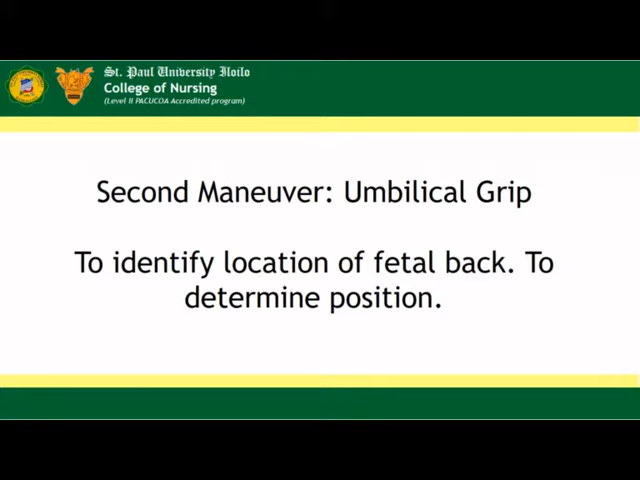 St. Paul University Iloilo
College of Nursing
(Level II PACUCOA Accredited program)
Second Maneuver: Umbilical Grip
To identify location of fetal back. To
determine position.